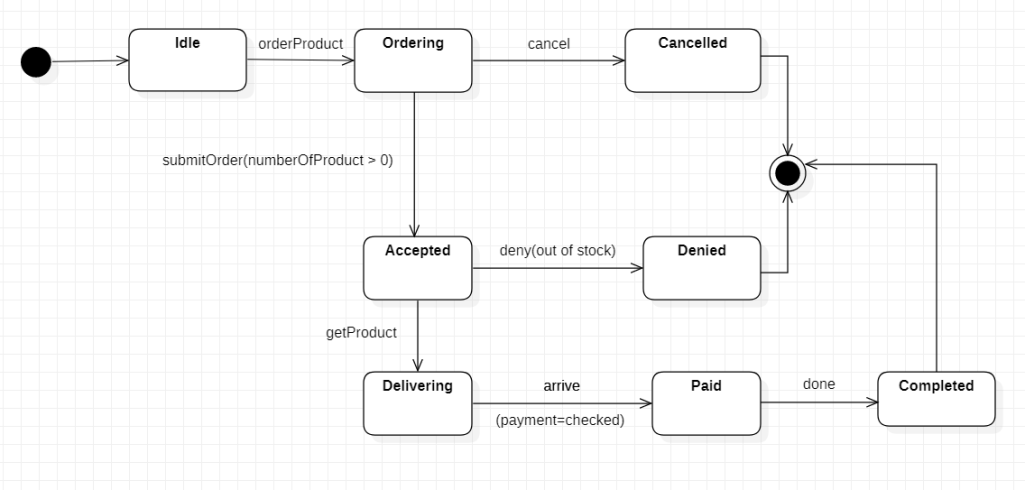 Idle
orderProduct
Ordering
cancel
Cancelled
submitOrder(numberOfProduct > 0)
Accepted
deny(out of stock)
Denied
getProduct
Delivering
arrive
(payment=checked)
Paid
done
Completed